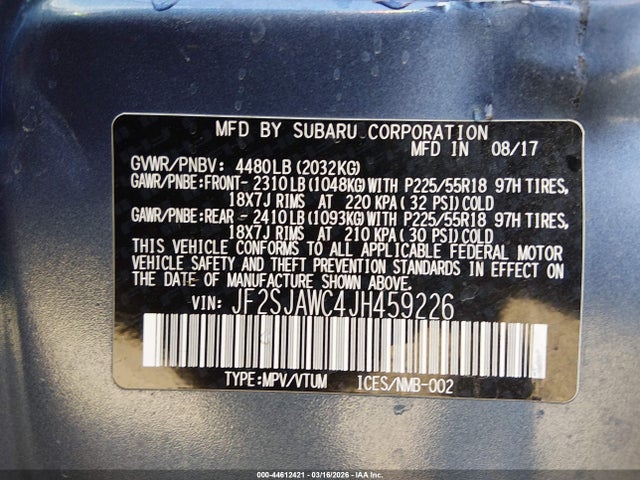 MFD BY SUBARU CORPORATION
MFD IN 08/17
GVWR/PNBV: 4480LB(2032KG)
GAWR/PNBE:FRONT- 2310LB(1048KG)WITH P225/55R18 97H TIRES,
18X7J RIMS AT 220 KPA( 32 PSI)COLD
GAWR/PNBE:REAR - 2410LB(1093KG)WITH P225/55R18 97H TIRES,
18X7J RIMS AT 210 KPA( 30 PSI)COLD
THIS VEHICLE CONFORMS TO ALL APPLICABLE FEDERAL MOTOR
VEHICLE SAFETY AND THEFT PREVENTION STANDARDS IN EFFECT ON
THE DATE OF MANUFACTURE SHOWN ABOVE.
VIN: JF2SJAWC4JH459226
TYPE:MPV/VTUM ICES/NMB-002
000-44612421 - 03/16/2026 - IAA Inc.